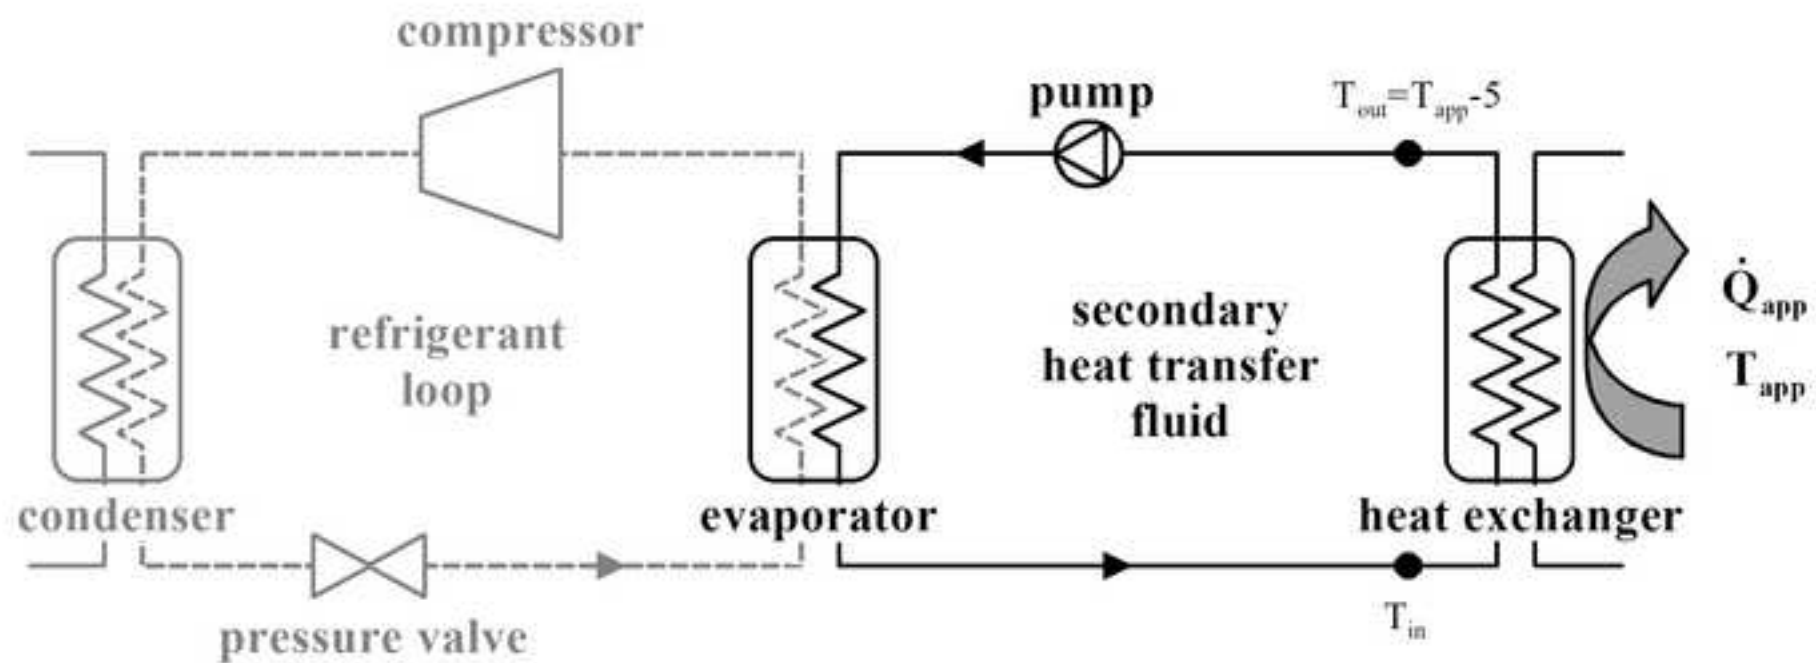 compressor
pump
T_out=T_app-5
refrigerant
loop
secondary
heat transfer
fluid
Q̇_app
T_app
condenser
evaporator
heat exchanger
pressure valve
T_in